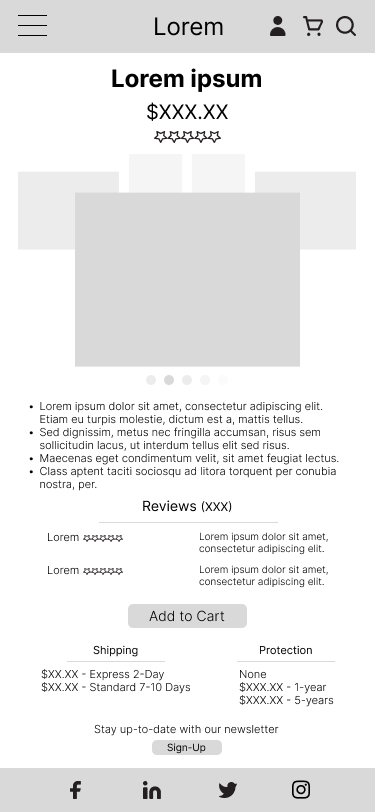 Lorem
Lorem ipsum
$XXX.XX
• Lorem ipsum dolor sit amet, consectetur adipiscing elit.
Etiam eu turpis molestie, dictum est a, mattis tellus.
• Sed dignissim, metus nec fringilla accumsan, risus sem
sollicitudin lacus, ut interdum tellus elit sed risus.
• Maecenas eget condimentum velit, sit amet feugiat lectus.
• Class aptent taciti sociosqu ad litora torquent per conubia
nostra, per.
Reviews (XXX)
Lorem
Lorem ipsum dolor sit amet,
consectetur adipiscing elit.
Lorem
Lorem ipsum dolor sit amet,
consectetur adipiscing elit.
Add to Cart
Shipping
$XX.XX - Express 2-Day
$XX.XX - Standard 7-10 Days
Protection
None
$XXX.XX - 1-year
$XXX.XX - 5-years
Stay up-to-date with our newsletter
Sign-Up